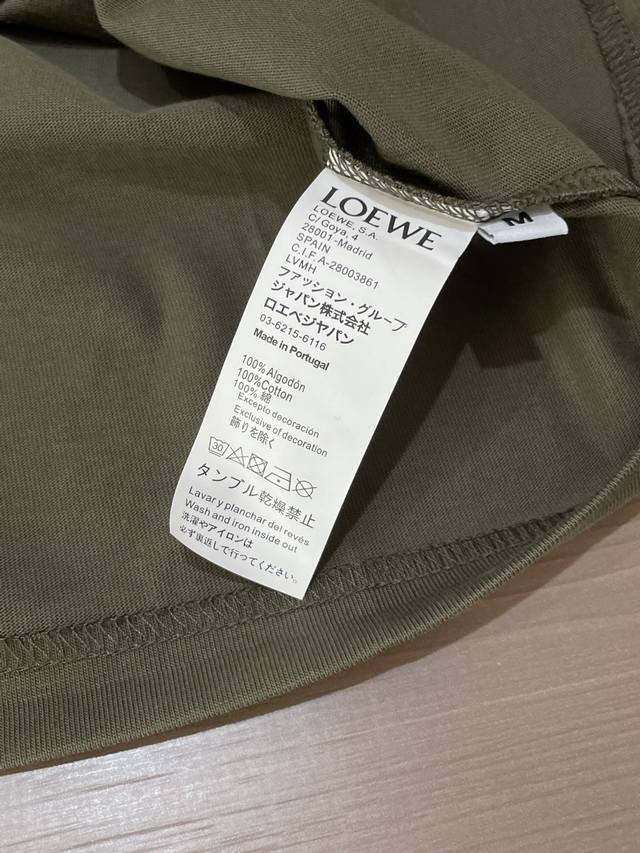 LOEWE
LOEWE, S.A.
C/ Goya, 4
28001 -Madrid
SPAIN
C.I.F. A-28003861
LVMH
ファッション・グループ
ジャパン株式会社
ロエベジャパン
03-6215-6116
Made in Portugal
100% Algodón
100%Cotton
100% 綿
Excepto decoración
Exclusive of decoration
飾りを除く
30
タンブル乾燥禁止
Lavar y planchar del revés
Wash and iron inside out
洗濯やアイロンは
必ず裏返しで行ってください。
M